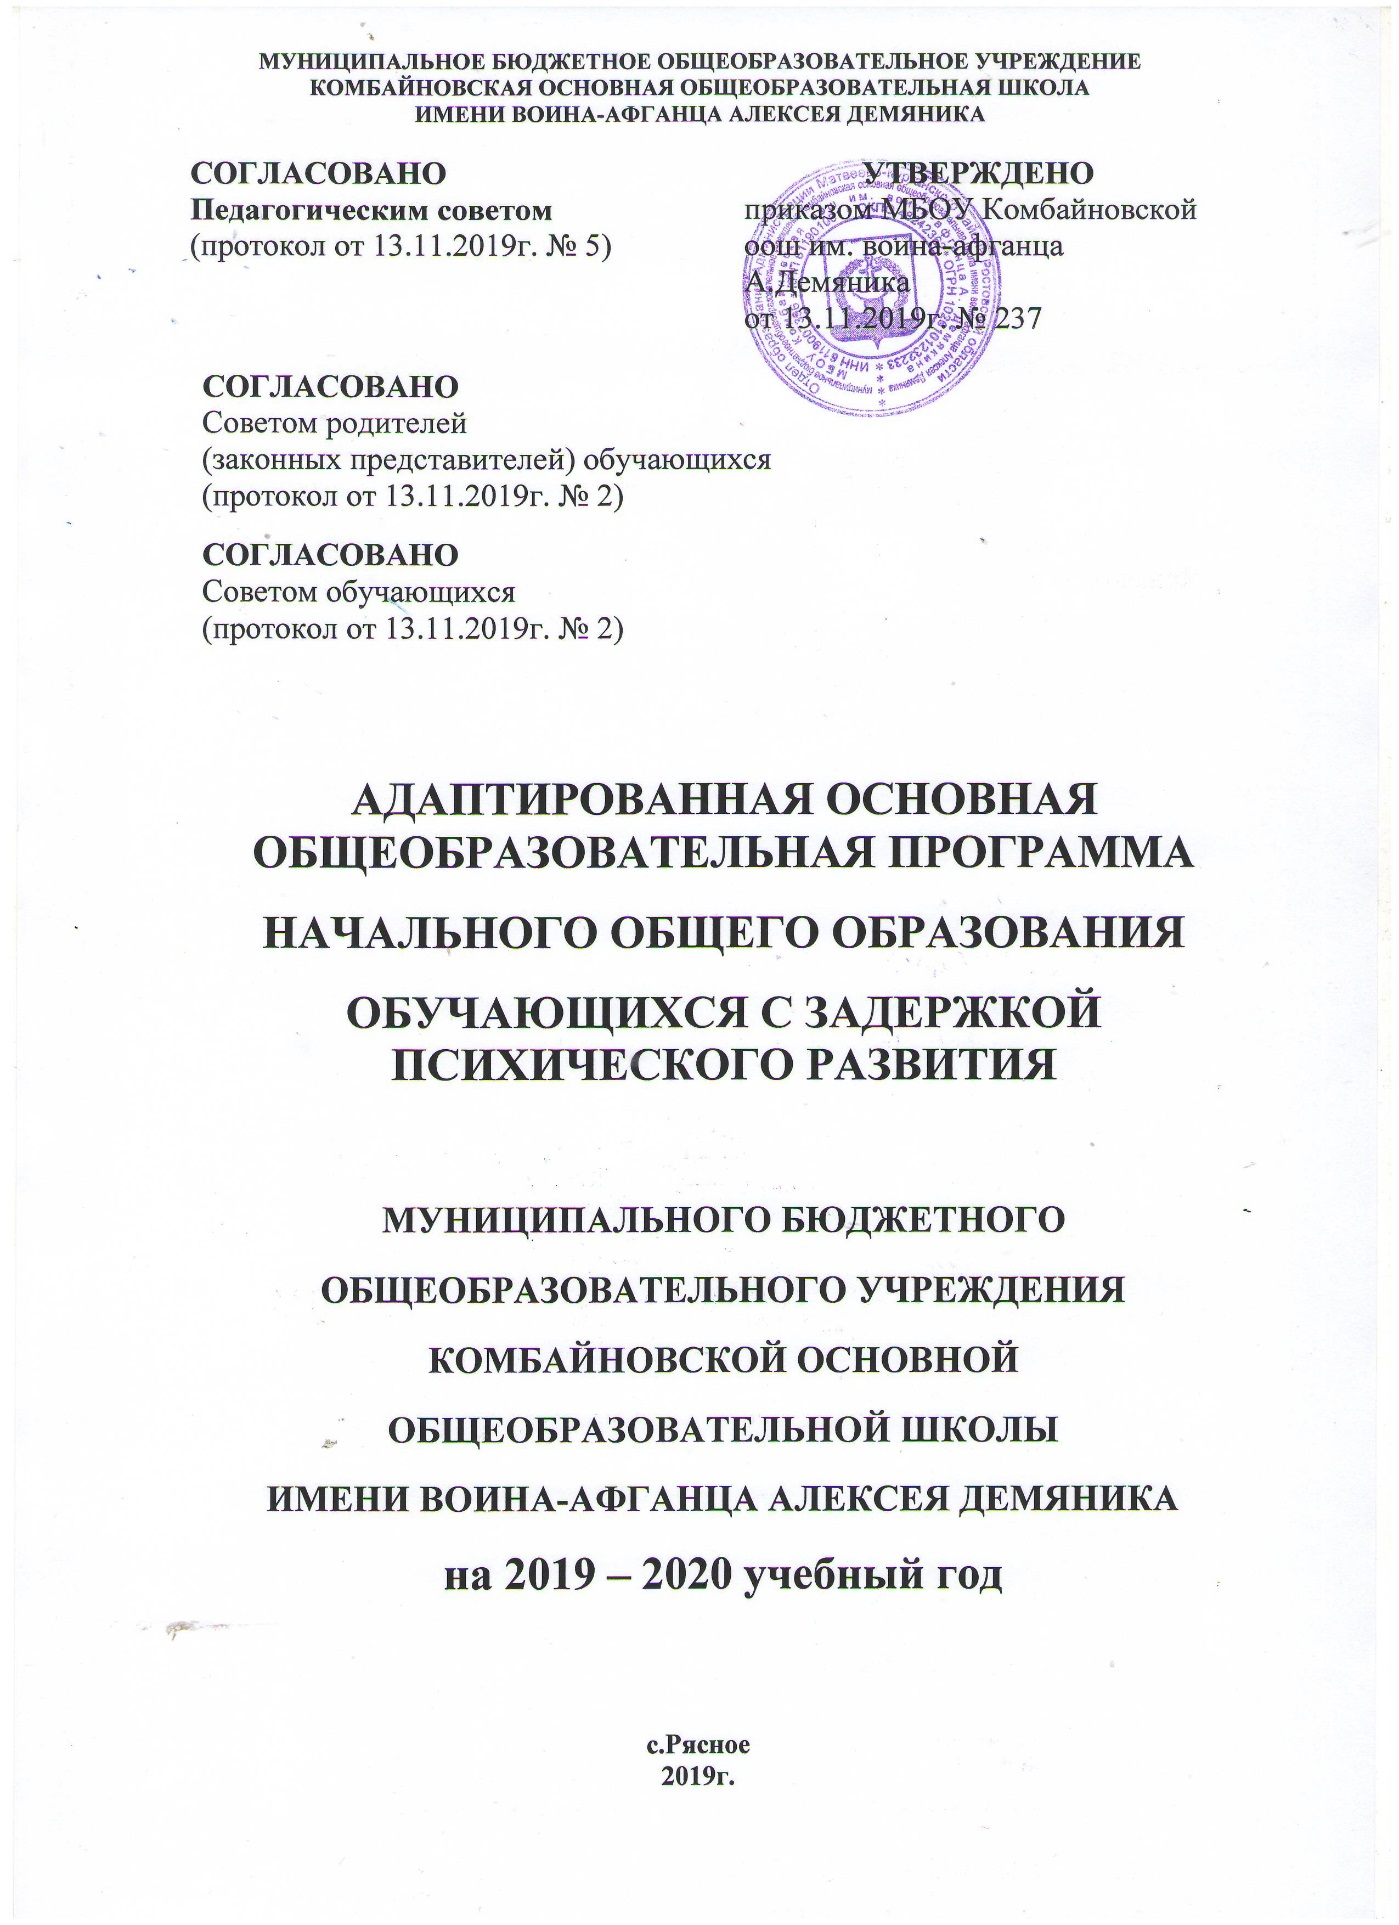 МУНИЦИПАЛЬНОЕ БЮДЖЕТНОЕ ОБЩЕОБРАЗОВАТЕЛЬНОЕ УЧРЕЖДЕНИЕ
КОМБАЙНОВСКАЯ ОСНОВНАЯ ОБЩЕОБРАЗОВАТЕЛЬНАЯ ШКОЛА
ИМЕНИ ВОИНА-АФГАНЦА АЛЕКСЕЯ ДЕМЯНИКА
СОГЛАСОВАНО
Педагогическим советом
(протокол от 13.11.2019г. № 5)
УТВЕРЖДЕНО
приказом МБОУ Комбайновской
оош им. воина-афганца
А.Демяника
от 13.11.2019г. № 237
СОГЛАСОВАНО
Советом родителей
(законных представителей) обучающихся
(протокол от 13.11.2019г. № 2)
СОГЛАСОВАНО
Советом обучающихся
(протокол от 13.11.2019г. № 2)
АДАПТИРОВАННАЯ ОСНОВНАЯ
ОБЩЕОБРАЗОВАТЕЛЬНАЯ ПРОГРАММА
НАЧАЛЬНОГО ОБЩЕГО ОБРАЗОВАНИЯ
ОБУЧАЮЩИХСЯ С ЗАДЕРЖКОЙ
ПСИХИЧЕСКОГО РАЗВИТИЯ
МУНИЦИПАЛЬНОГО БЮДЖЕТНОГО
ОБЩЕОБРАЗОВАТЕЛЬНОГО УЧРЕЖДЕНИЯ
КОМБАЙНОВСКОЙ ОСНОВНОЙ
ОБЩЕОБРАЗОВАТЕЛЬНОЙ ШКОЛЫ
ИМЕНИ ВОИНА-АФГАНЦА АЛЕКСЕЯ ДЕМЯНИКА
на 2019 – 2020 учебный год
с.Рясное
2019г.